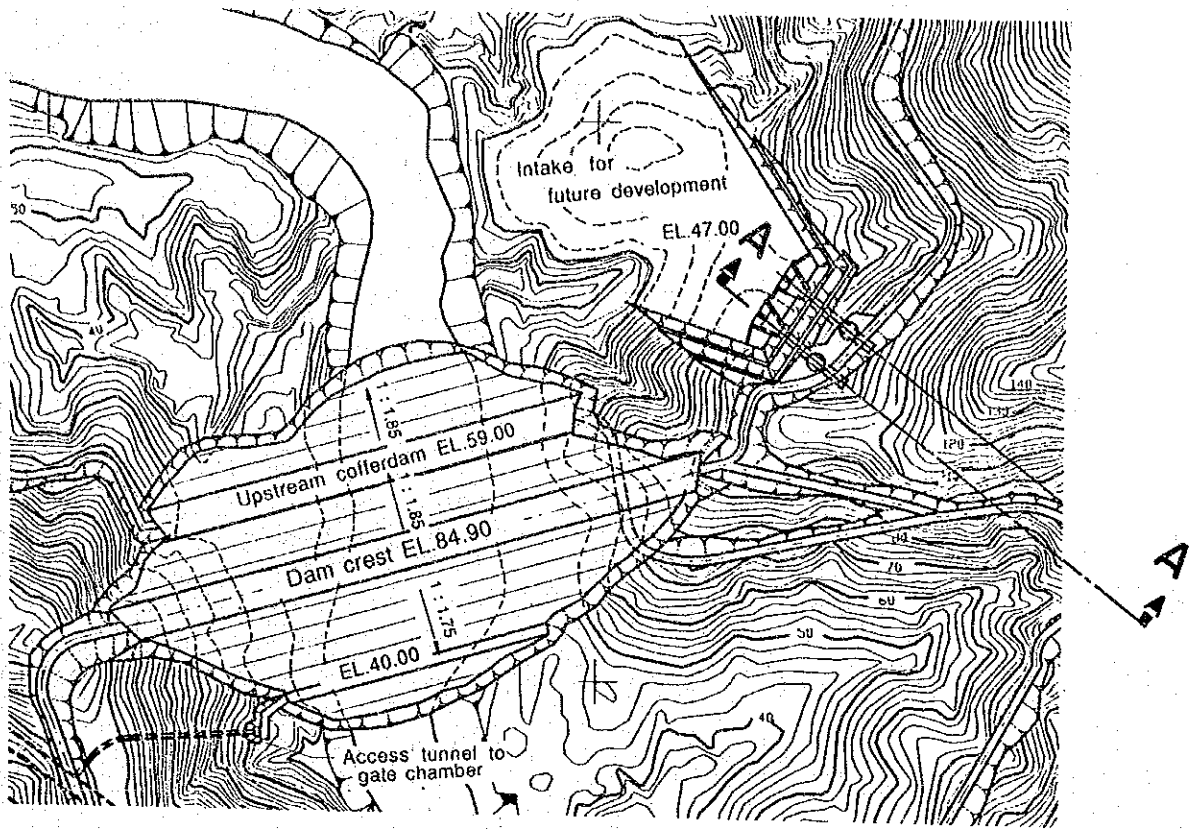 Intake for
future development
EL.47.00
A
50
40
1:1.85
Upstream cofferdam EL.59.00
1:1.85
Dam crest EL.84.90
1:1.75
EL.40.00
Access tunnel to
gate chamber
140
120
70
60
50
40
A